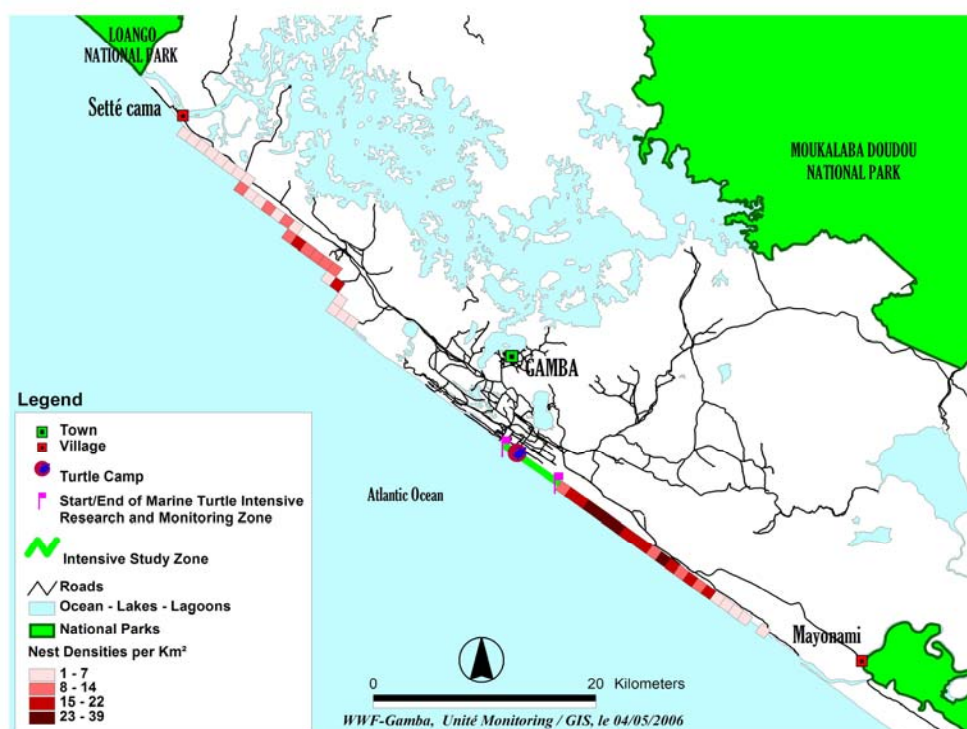 LOANGO
NATIONAL PARK
Setté cama
MOUKALABA DOUDOU
NATIONAL PARK
GAMBA
Legend
Town
Village
Turtle Camp
Start/End of Marine Turtle Intensive
Research and Monitoring Zone
Intensive Study Zone
Roads
Ocean - Lakes - Lagoons
National Parks
Nest Densities per Km²
1 - 7
8 - 14
15 - 22
23 - 39
Atlantic Ocean
Mayonami
0 20 Kilometers
WWF-Gamba, Unité Monitoring / GIS, le 04/05/2006